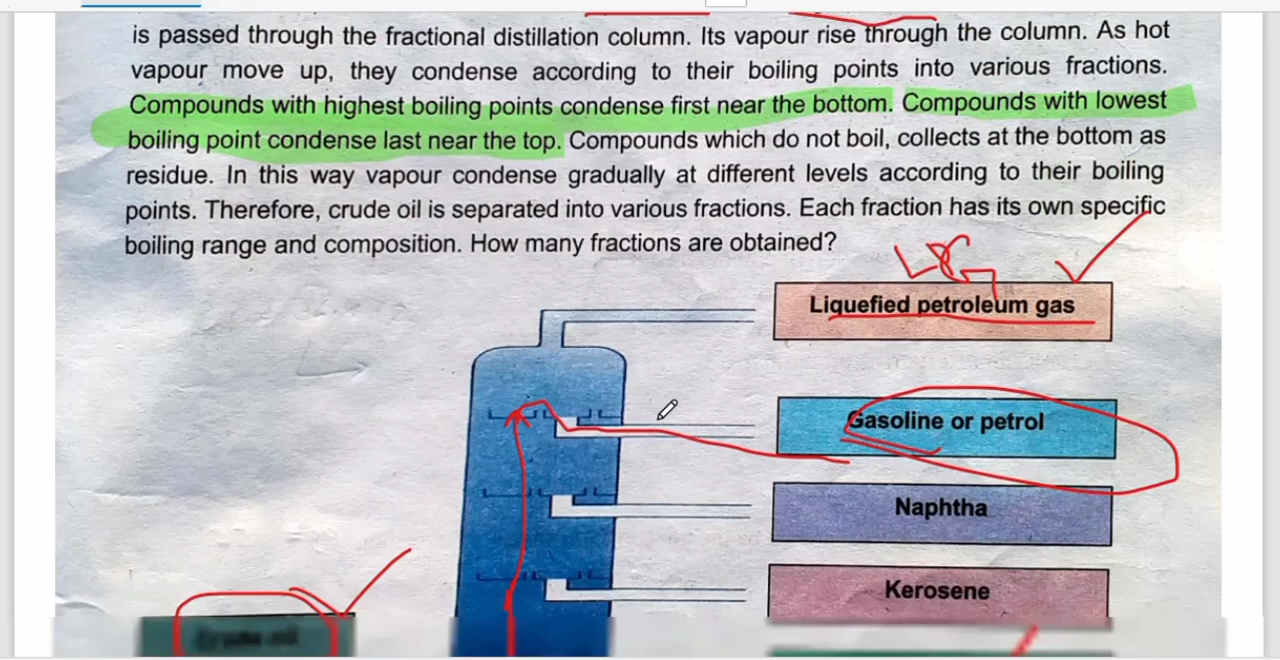 is passed through the fractional distillation column. Its vapour rise through the column. As hot
vapour move up, they condense according to their boiling points into various fractions.
Compounds with highest boiling points condense first near the bottom. Compounds with lowest
boiling point condense last near the top. Compounds which do not boil, collects at the bottom as
residue. In this way vapour condense gradually at different levels according to their boiling
points. Therefore, crude oil is separated into various fractions. Each fraction has its own specific
boiling range and composition. How many fractions are obtained?
LPG
Liquefied petroleum gas
Gasoline or petrol
Naphtha
Kerosene
Crude oil